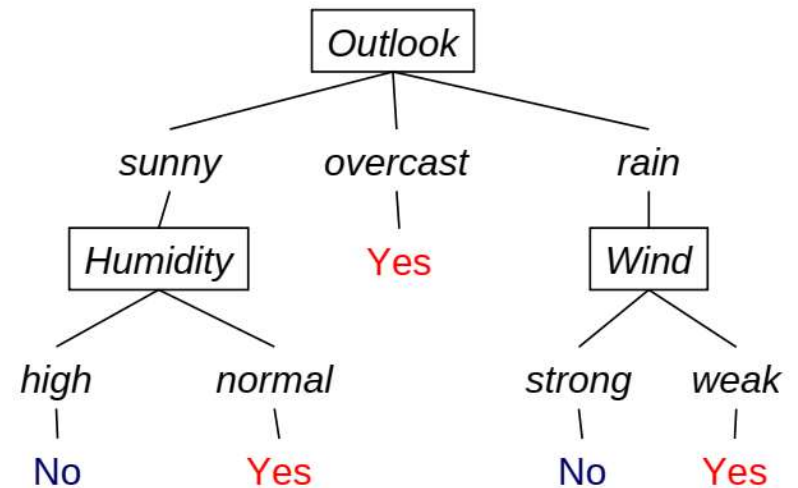 Outlook
sunny overcast rain
Humidity Yes Wind
high normal strong weak
No Yes No Yes